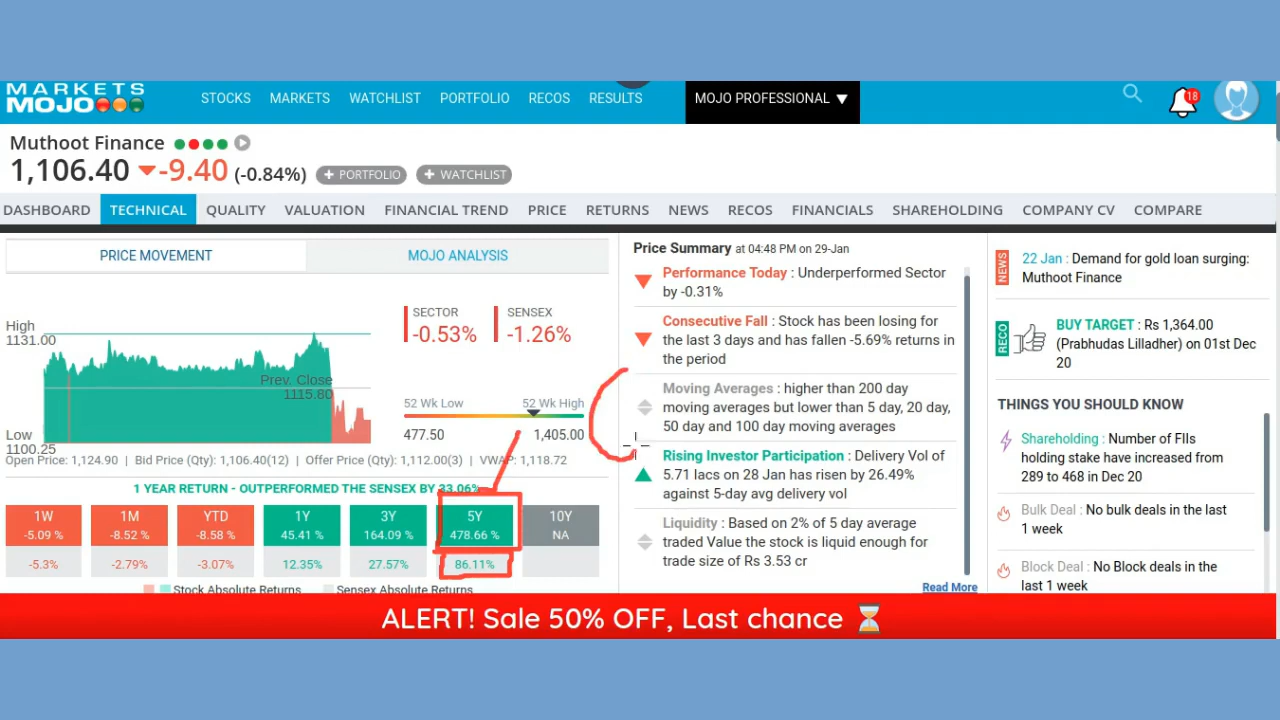 MARKETS
MOJO
STOCKS MARKETS WATCHLIST PORTFOLIO RECOS RESULTS
MOJO PROFESSIONAL ▼
18
Muthoot Finance
1,106.40 -9.40 (-0.84%) + PORTFOLIO + WATCHLIST
DASHBOARD TECHNICAL QUALITY VALUATION FINANCIAL TREND PRICE RETURNS NEWS RECOS FINANCIALS SHAREHOLDING COMPANY CV COMPARE
PRICE MOVEMENT MOJO ANALYSIS
High
1131.00
Prev. Close
1115.80
Low
1100.25
SECTOR
-0.53%
SENSEX
-1.26%
52 Wk Low 52 Wk High
477.50 1,405.00
Open Price: 1,124.90 | Bid Price (Qty): 1,106.40(12) | Offer Price (Qty): 1,112.00(3) | VWAP: 1,118.72
1 YEAR RETURN - OUTPERFORMED THE SENSEX BY 33.06%
1W 1M YTD 1Y 3Y 5Y 10Y
-5.09 % -8.52 % -8.58 % 45.41 % 164.09 % 478.66 % NA
-5.3% -2.79% -3.07% 12.35% 27.57% 86.11%
Stock Absolute Returns Sensex Absolute Returns
Price Summary at 04:48 PM on 29-Jan
Performance Today : Underperformed Sector
by -0.31%
Consecutive Fall : Stock has been losing for
the last 3 days and has fallen -5.69% returns in
the period
Moving Averages : higher than 200 day
moving averages but lower than 5 day, 20 day,
50 day and 100 day moving averages
Rising Investor Participation : Delivery Vol of
5.71 lacs on 28 Jan has risen by 26.49%
against 5-day avg delivery vol
Liquidity : Based on 2% of 5 day average
traded Value the stock is liquid enough for
trade size of Rs 3.53 cr
Read More
NEWS
22 Jan : Demand for gold loan surging:
Muthoot Finance
RECO
BUY TARGET : Rs 1,364.00
(Prabhudas Lilladher) on 01st Dec
20
THINGS YOU SHOULD KNOW
Shareholding : Number of FIIs
holding stake have increased from
289 to 468 in Dec 20
Bulk Deal : No bulk deals in the last
1 week
Block Deal : No Block deals in the
last 1 week
ALERT! Sale 50% OFF, Last chance ⏳